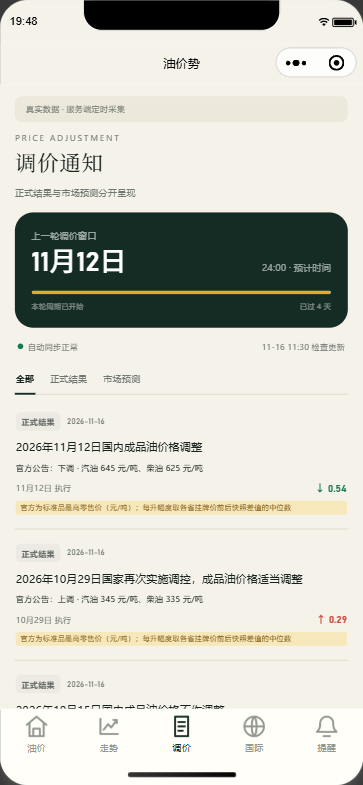 19:48
油价势
真实数据 · 服务端定时采集
PRICE ADJUSTMENT
调价通知
正式结果与市场预测分开呈现
上一轮调价窗口
11月12日
24:00 · 预计时间
本轮周期已开始
已过 4 天
自动同步正常
11-16 11:30 检查更新
全部 正式结果 市场预测
正式结果 2026-11-16
2026年11月12日国内成品油价格调整
官方公告：下调 · 汽油 645 元/吨、柴油 625 元/吨
11月12日 执行
↓ 0.54
官方为标准品最高零售价（元/吨）；每升幅度取各省挂牌价前后快照差值的中位数
正式结果 2026-11-16
2026年10月29日国家再次实施调控，成品油价格适当调整
官方公告：上调 · 汽油 345 元/吨、柴油 335 元/吨
10月29日 执行
↑ 0.29
官方为标准品最高零售价（元/吨）；每升幅度取各省挂牌价前后快照差值的中位数
正式结果 2026-11-16
油价 走势 调价 国际 提醒